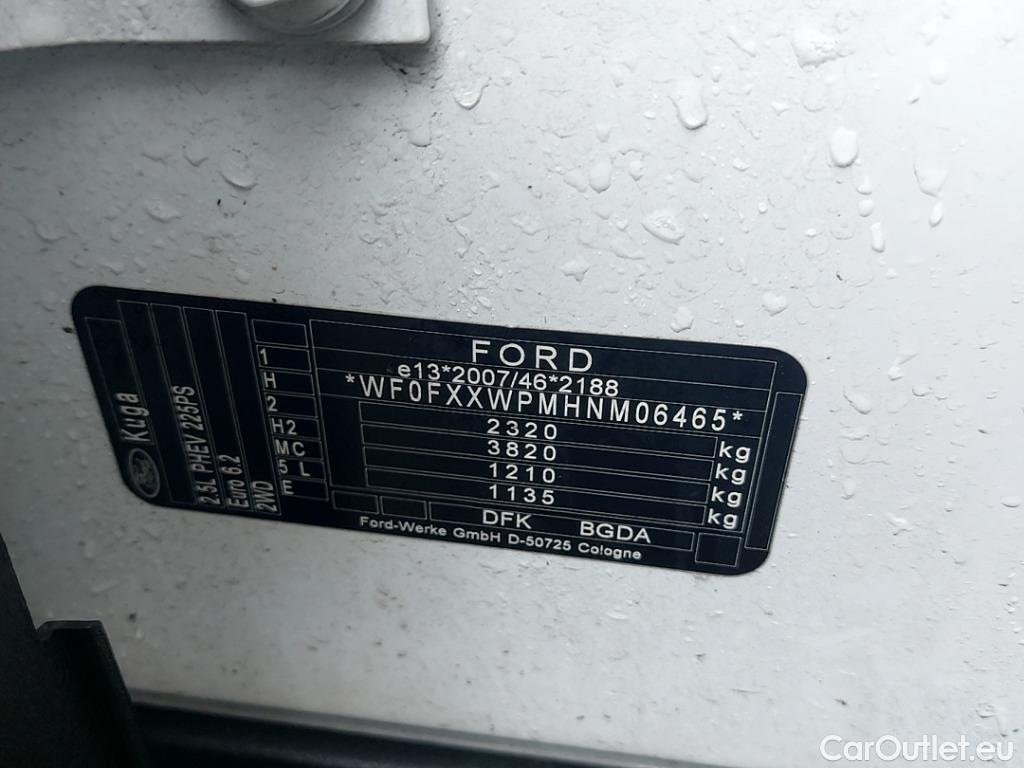 FORD
e13*2007/46*2188
*WF0FXXWPMHNM06465*
2320 kg
3820 kg
1210 kg
1135 kg
DFK BGDA
Ford-Werke GmbH D-50725 Cologne
1
H
2
H2
MC
5 L
E
Kuga
2.5L PHEV 225PS
Euro 6.2
2WD
CarOutlet.eu